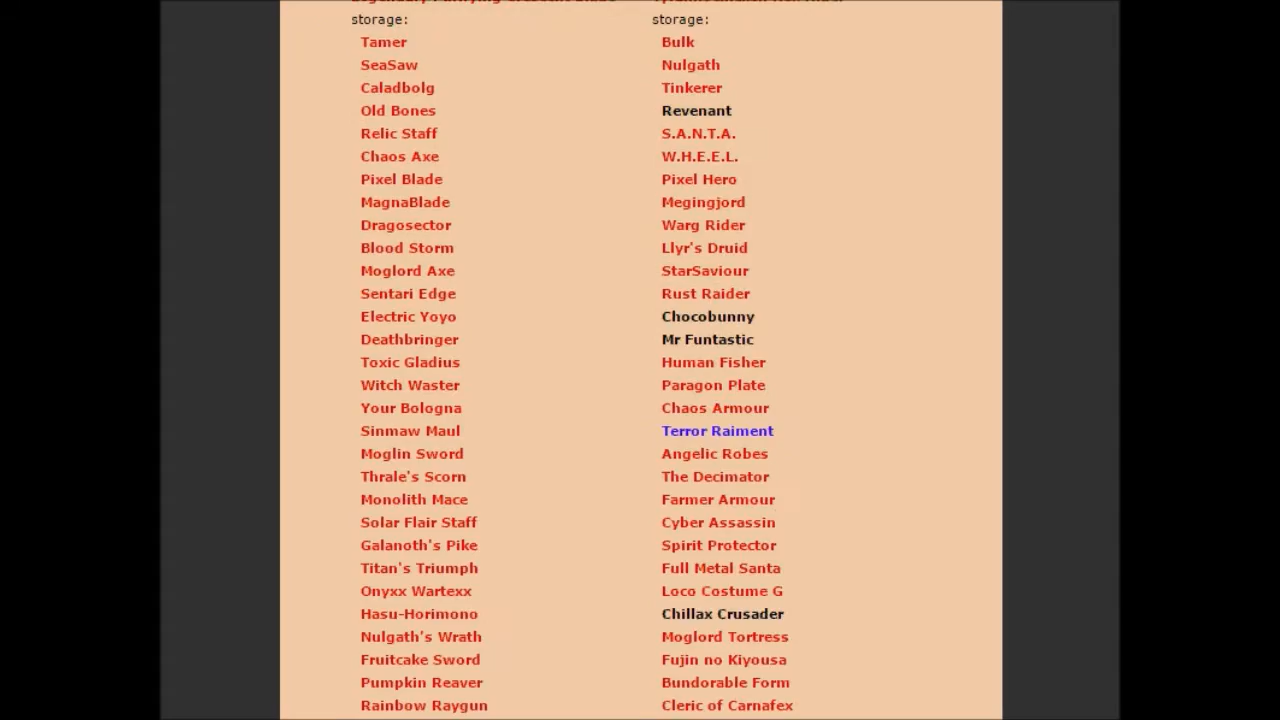 storage:
Tamer
SeaSaw
Caladbolg
Old Bones
Relic Staff
Chaos Axe
Pixel Blade
MagnaBlade
Dragosector
Blood Storm
Moglord Axe
Sentari Edge
Electric Yoyo
Deathbringer
Toxic Gladius
Witch Waster
Your Bologna
Sinmaw Maul
Moglin Sword
Thrale's Scorn
Monolith Mace
Solar Flair Staff
Galanoth's Pike
Titan's Triumph
Onyxx Wartexx
Hasu-Horimono
Nulgath's Wrath
Fruitcake Sword
Pumpkin Reaver
Rainbow Raygun
storage:
Bulk
Nulgath
Tinkerer
Revenant
S.A.N.T.A.
W.H.E.E.L.
Pixel Hero
Megingjord
Warg Rider
Llyr's Druid
StarSaviour
Rust Raider
Chocobunny
Mr Funtastic
Human Fisher
Paragon Plate
Chaos Armour
Terror Raiment
Angelic Robes
The Decimator
Farmer Armour
Cyber Assassin
Spirit Protector
Full Metal Santa
Loco Costume G
Chillax Crusader
Moglord Tortress
Fujin no Kiyousa
Bundorable Form
Cleric of Carnafex